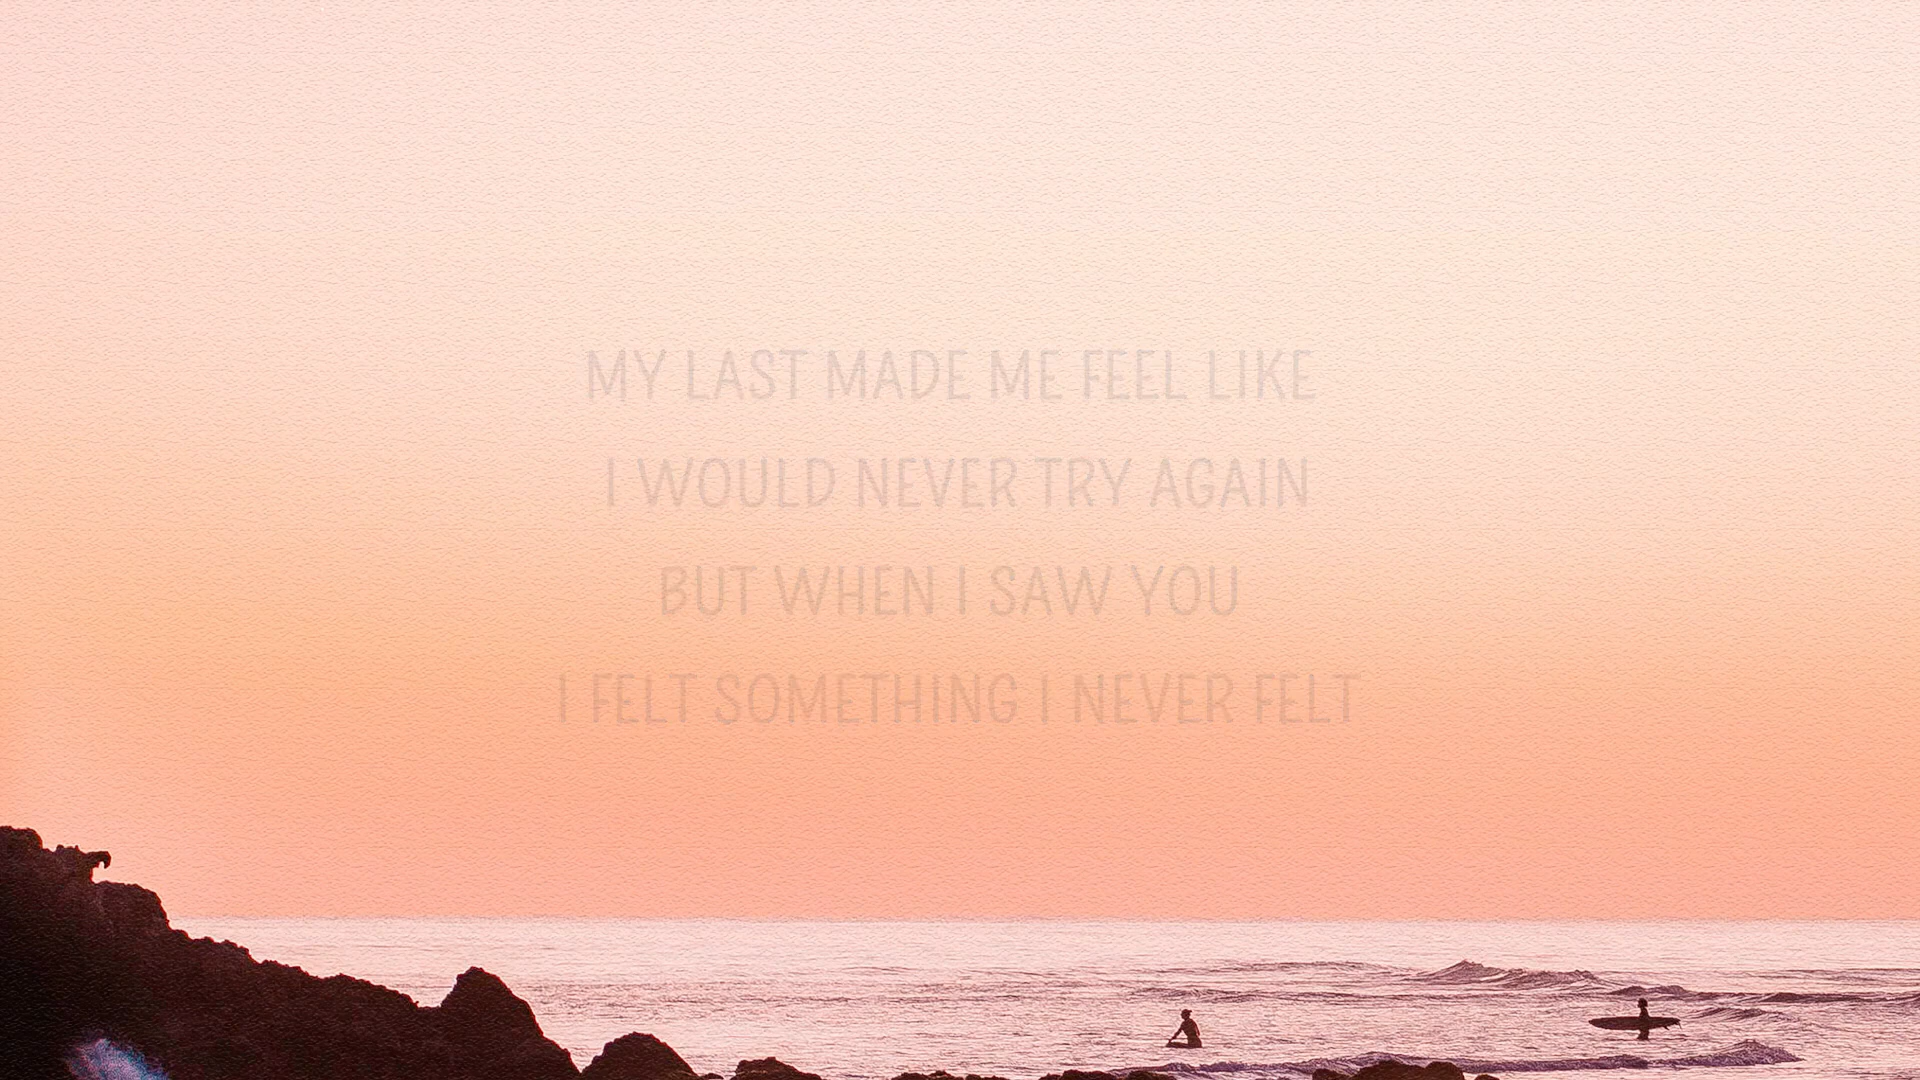 MY LAST MADE ME FEEL LIKE
I WOULD NEVER TRY AGAIN
BUT WHEN I SAW YOU
I FELT SOMETHING I NEVER FELT